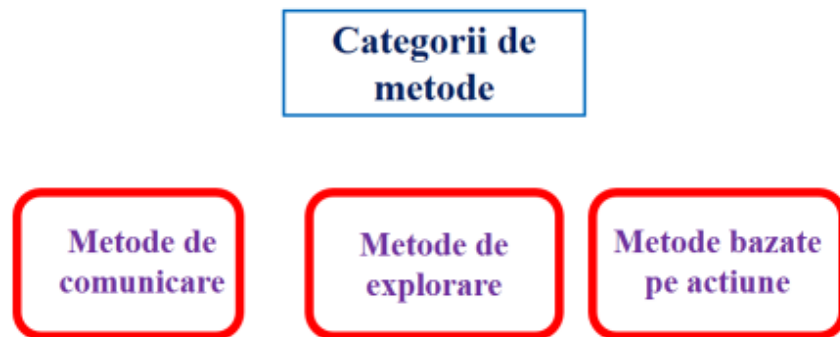 Categorii de
metode
Metode de
comunicare
Metode de
explorare
Metode bazate
pe actiune